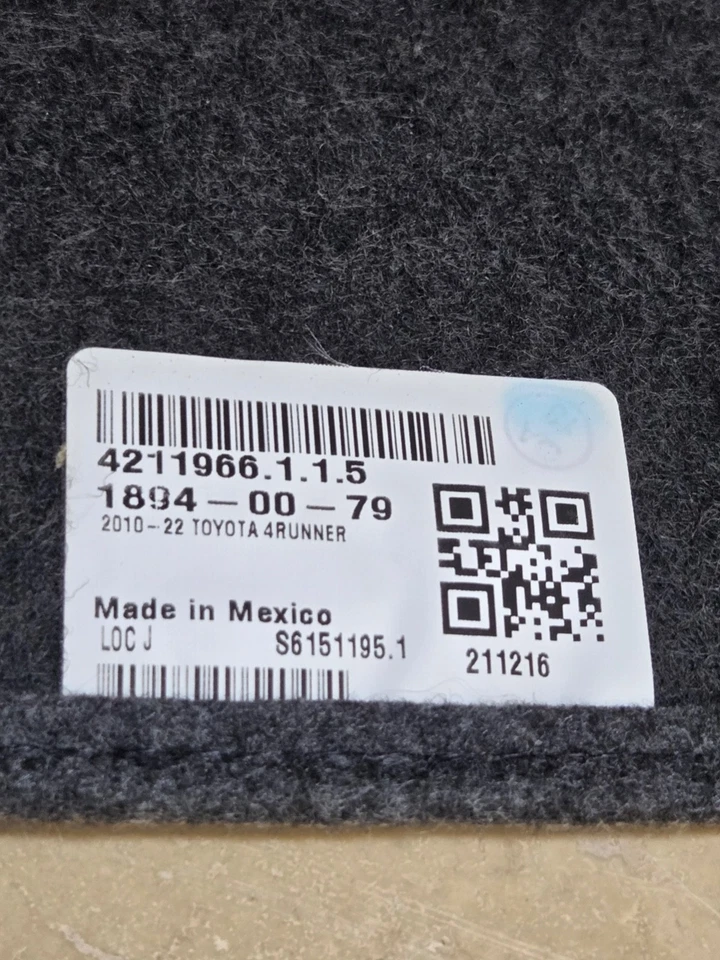 4211966.1.1.5
1894-00-79
2010-22 TOYOTA 4RUNNER
Made in Mexico
LOC J S6151195.1
211216